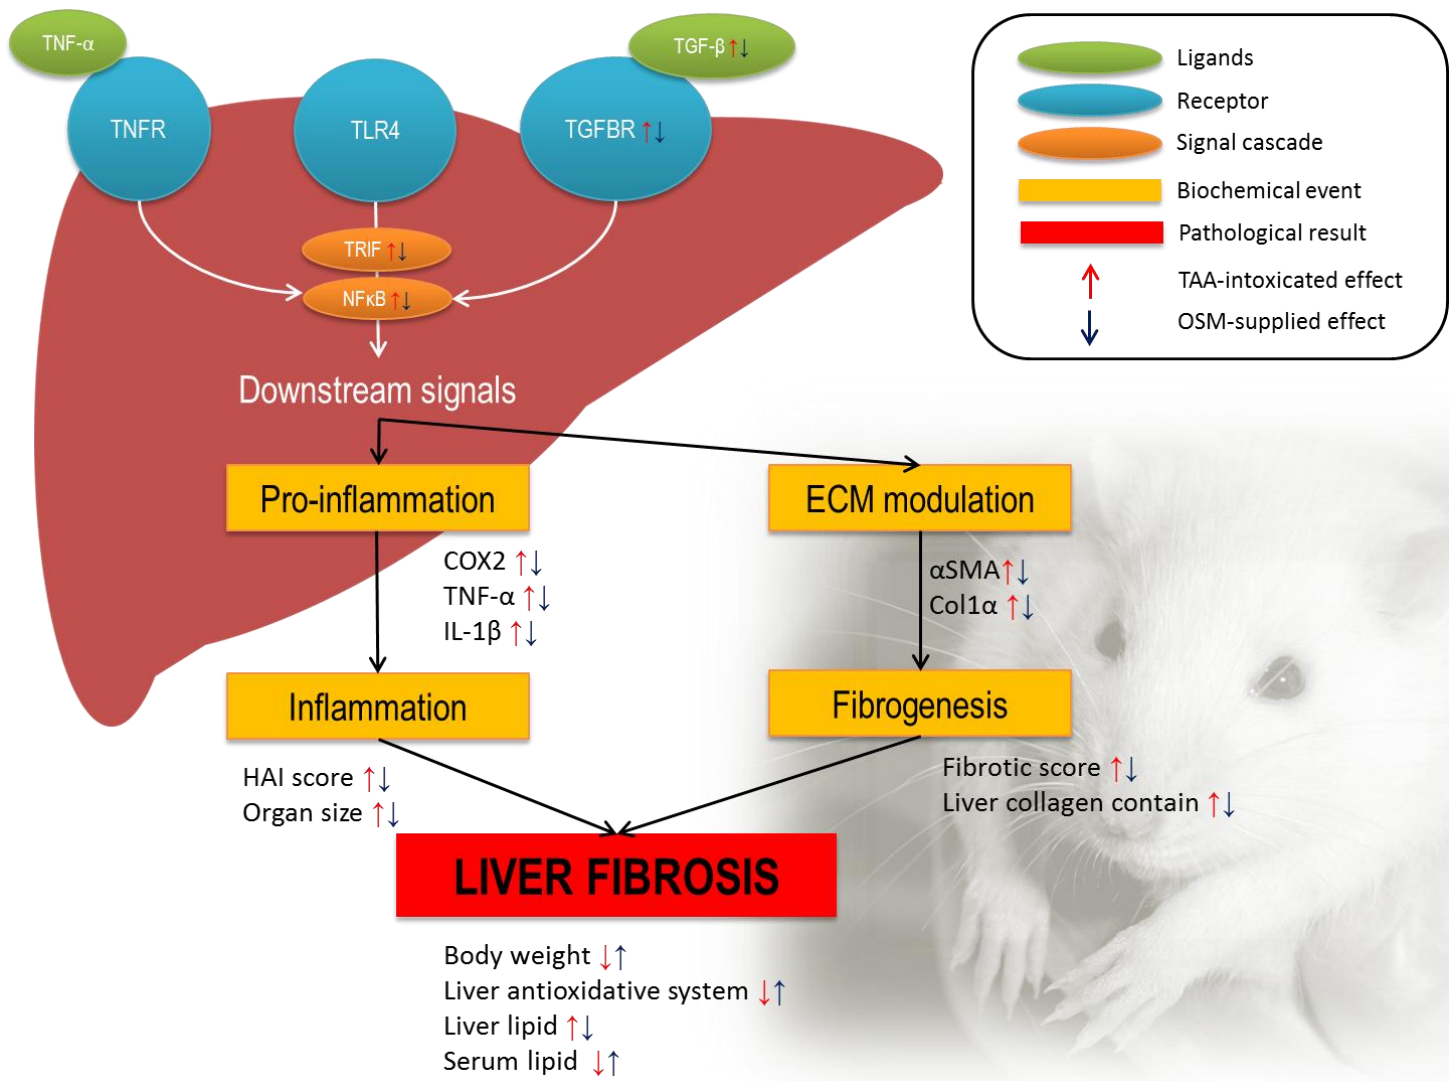 TNF-α
TGF-β ↑↓
TNFR
TLR4
TGFBR ↑↓
TRIF ↑↓
NFκB ↑↓
Downstream signals
Pro-inflammation
ECM modulation
COX2 ↑↓
TNF-α ↑↓
IL-1β ↑↓
αSMA ↑↓
Col1α ↑↓
Inflammation
Fibrogenesis
HAI score ↑↓
Organ size ↑↓
Fibrotic score ↑↓
Liver collagen contain ↑↓
LIVER FIBROSIS
Body weight ↓↑
Liver antioxidative system ↓↑
Liver lipid ↑↓
Serum lipid ↓↑
Ligands
Receptor
Signal cascade
Biochemical event
Pathological result
↑ TAA-intoxicated effect
↓ OSM-supplied effect